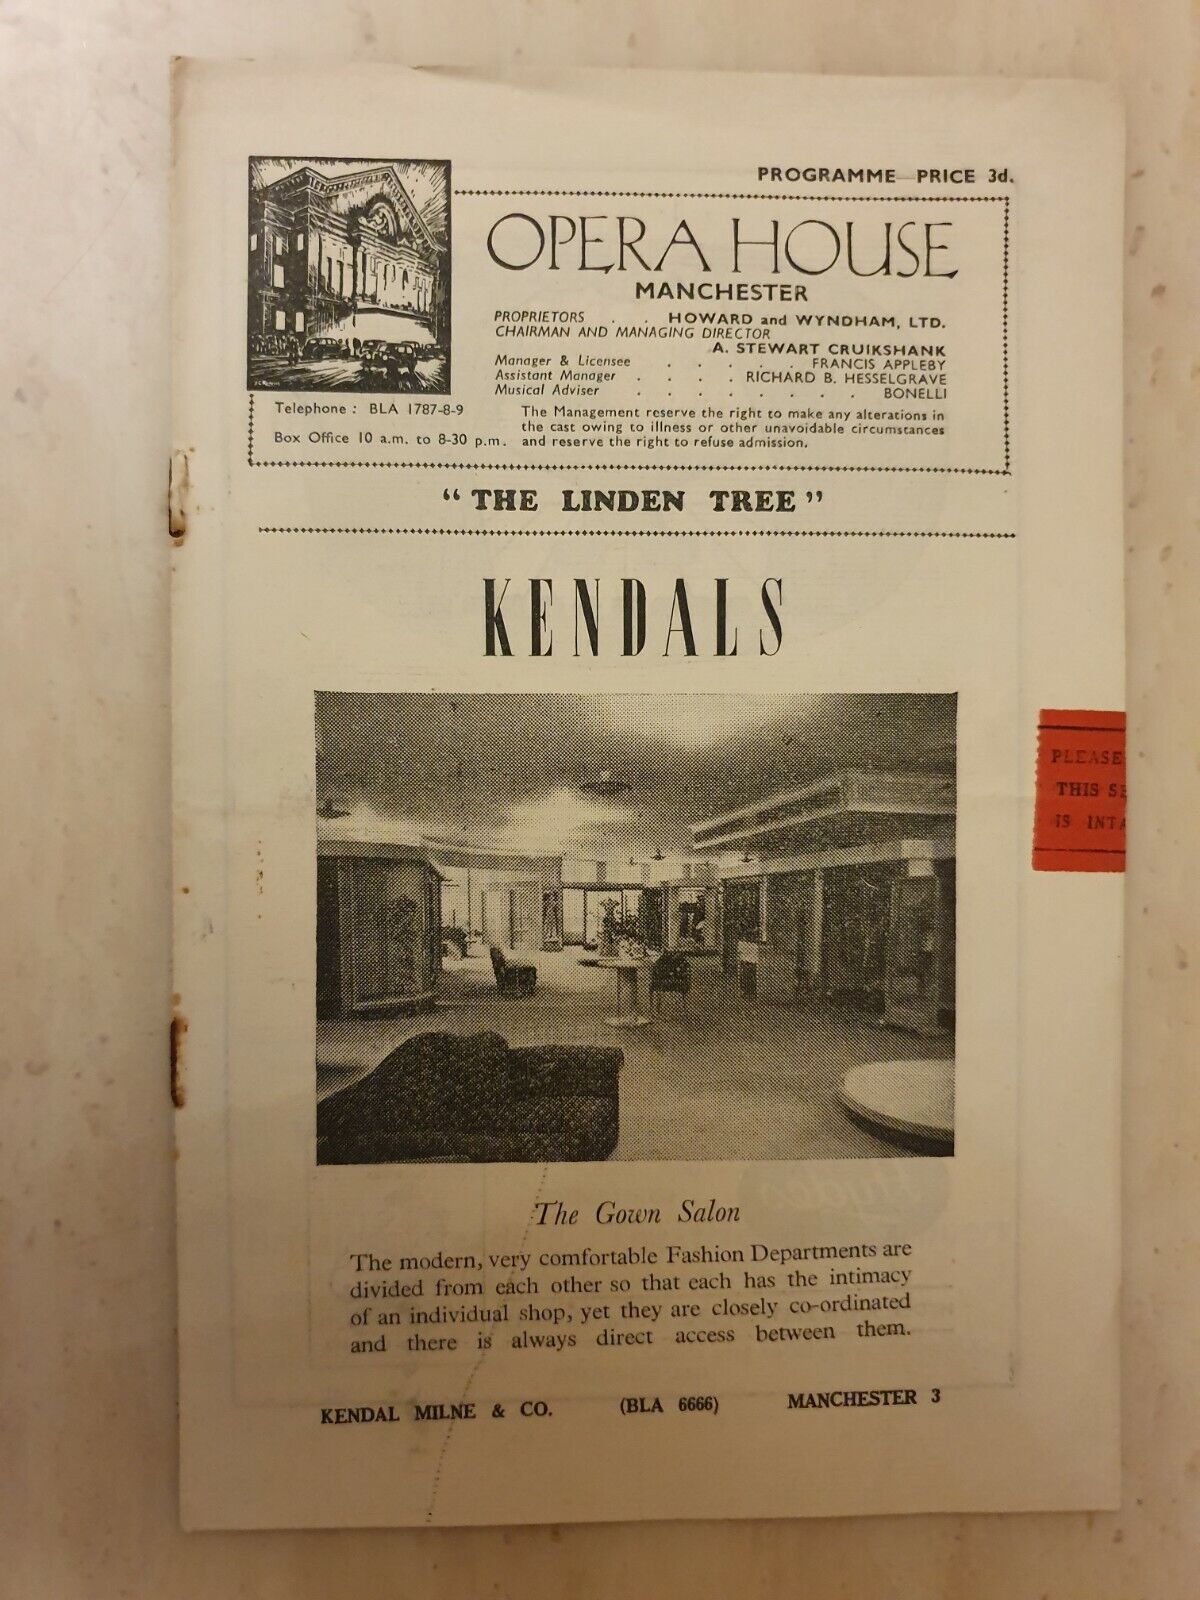 PROGRAMME PRICE 3d.
OPERA HOUSE
MANCHESTER
PROPRIETORS . . HOWARD and WYNDHAM, LTD.
CHAIRMAN AND MANAGING DIRECTOR
A. STEWART CRUIKSHANK
Manager & Licensee . . . . . FRANCIS APPLEBY
Assistant Manager . . . . RICHARD B. HESSELGRAVE
Musical Adviser . . . . . . . . BONELLI
Telephone : BLA 1787-8-9
Box Office 10 a.m. to 8-30 p.m.
The Management reserve the right to make any alterations in
the cast owing to illness or other unavoidable circumstances
and reserve the right to refuse admission.
"THE LINDEN TREE"
KENDALS
PLEASE
THIS SE
IS INTA
The Gown Salon
The modern, very comfortable Fashion Departments are
divided from each other so that each has the intimacy
of an individual shop, yet they are closely co-ordinated
and there is always direct access between them.
KENDAL MILNE & CO. (BLA 6666) MANCHESTER 3